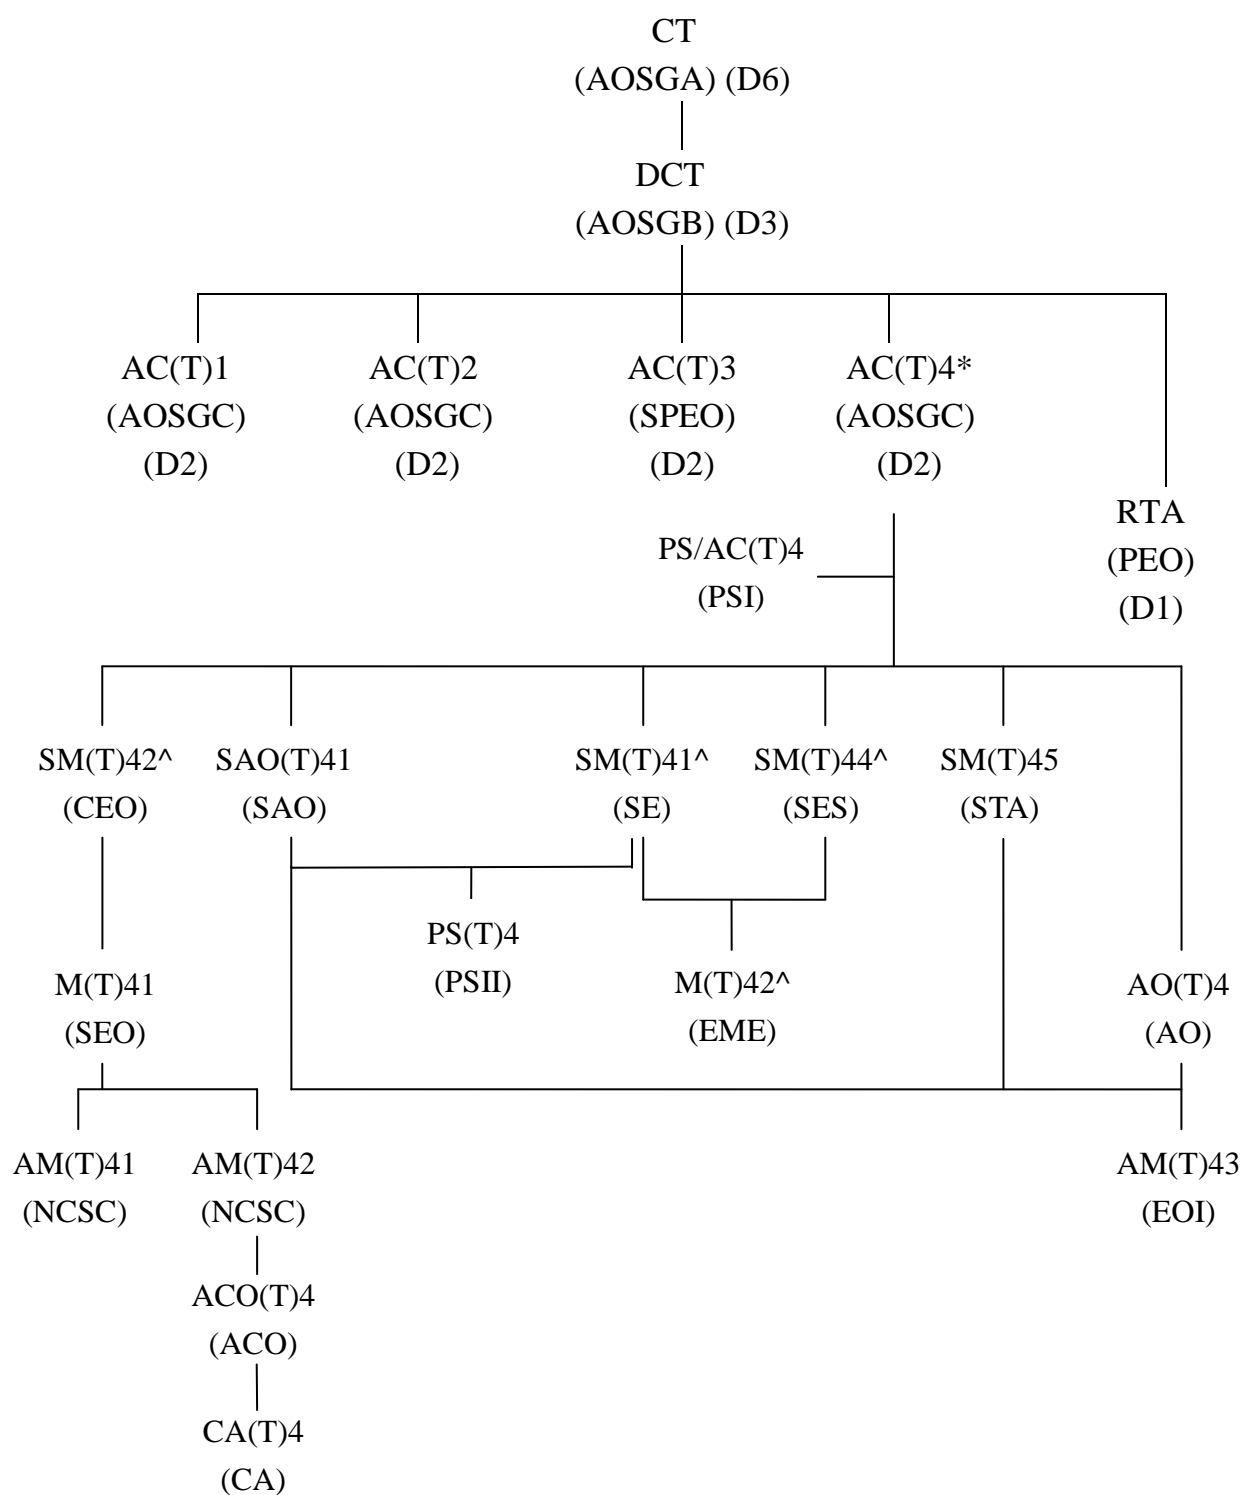 CT
(AOSGA) (D6)
DCT
(AOSGB) (D3)
AC(T)1
(AOSGC)
(D2)
AC(T)2
(AOSGC)
(D2)
AC(T)3
(SPEO)
(D2)
AC(T)4*
(AOSGC)
(D2)
RTA
(PEO)
(D1)
PS/AC(T)4
(PSI)
SM(T)42^
(CEO)
SAO(T)41
(SAO)
SM(T)41^
(SE)
SM(T)44^
(SES)
SM(T)45
(STA)
PS(T)4
(PSII)
M(T)41
(SEO)
M(T)42^
(EME)
AO(T)4
(AO)
AM(T)41
(NCSC)
AM(T)42
(NCSC)
AM(T)43
(EOI)
ACO(T)4
(ACO)
CA(T)4
(CA)